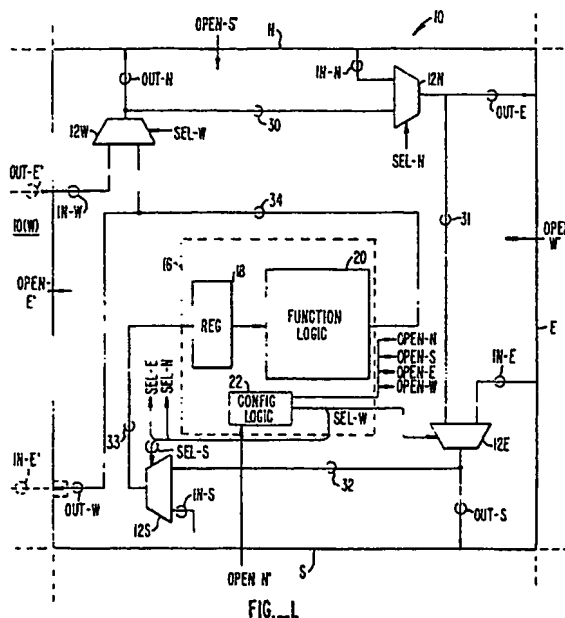 10
OPEN-S'
N
OUT-N
IN-N
12N
12W
SEL-W
30
OUT-E
SEL-N
OUT-E'
IN-W
10(W)
34
31
OPEN
W'
16
18
20
OPEN-
E'
REG
FUNCTION
LOGIC
E
SEL-E
SEL-N
OPEN-N
OPEN-S
OPEN-E
OPEN-W
IN-E
22
CONFIG
LOGIC
SEL-W
33
SEL-S
12E
IN-E'
32
IN-S
OUT-W
12S
OUT-S
OPEN N'
S
FIG._1.